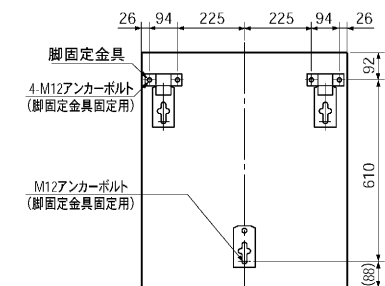 26 94 225 225 94 26
脚固定金具
4-M12アンカーボルト
(脚固定金具固定用)
92
610
M12アンカーボルト
(脚固定金具固定用)
(88)